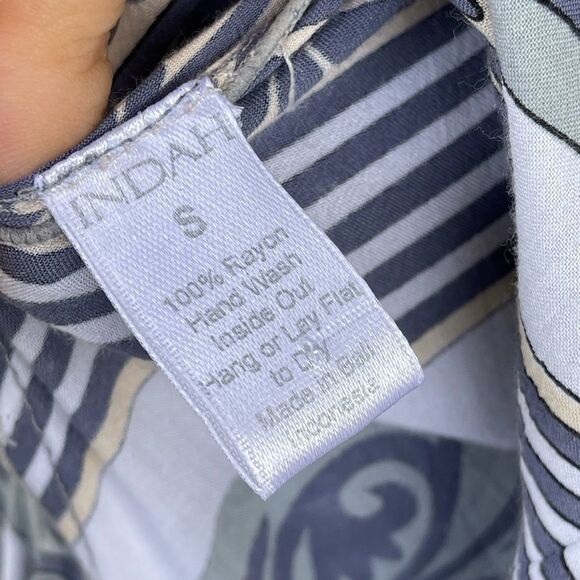 INDAH
S
100% Rayon
Hand Wash
Inside Out
Hang or Lay Flat
to Dry
Made in Bali
Indonesia